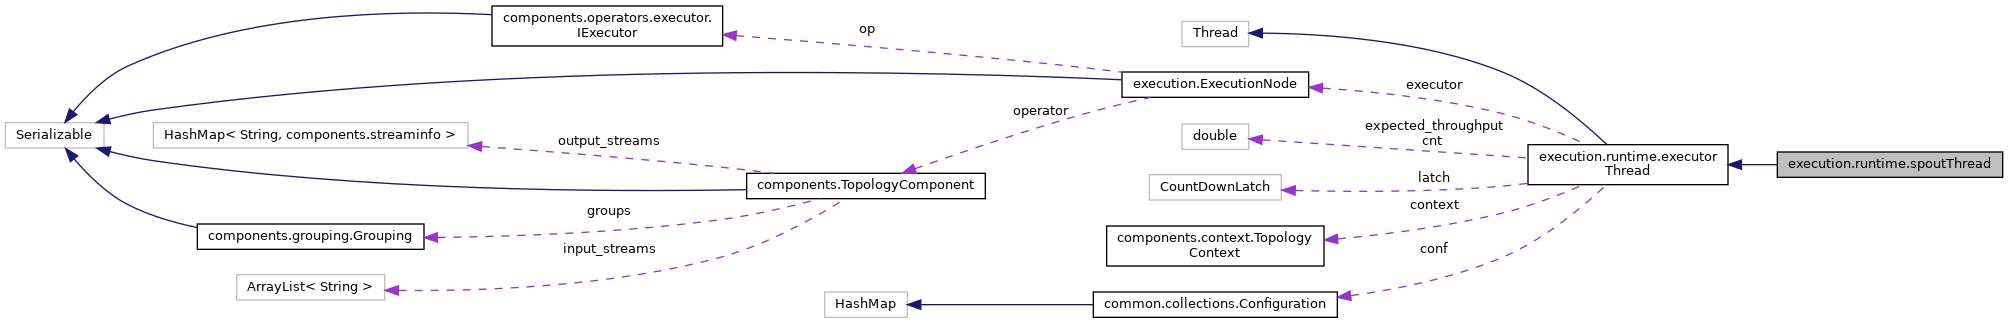 components.operators.executor.
IExecutor
op
Thread
execution.ExecutionNode
executor
operator
Serializable
HashMap< String, components.streaminfo >
output_streams
double
expected_throughput
cnt
execution.runtime.executor
Thread
execution.runtime.spoutThread
components.TopologyComponent
CountDownLatch
latch
context
groups
components.grouping.Grouping
components.context.Topology
Context
input_streams
conf
ArrayList< String >
HashMap
common.collections.Configuration